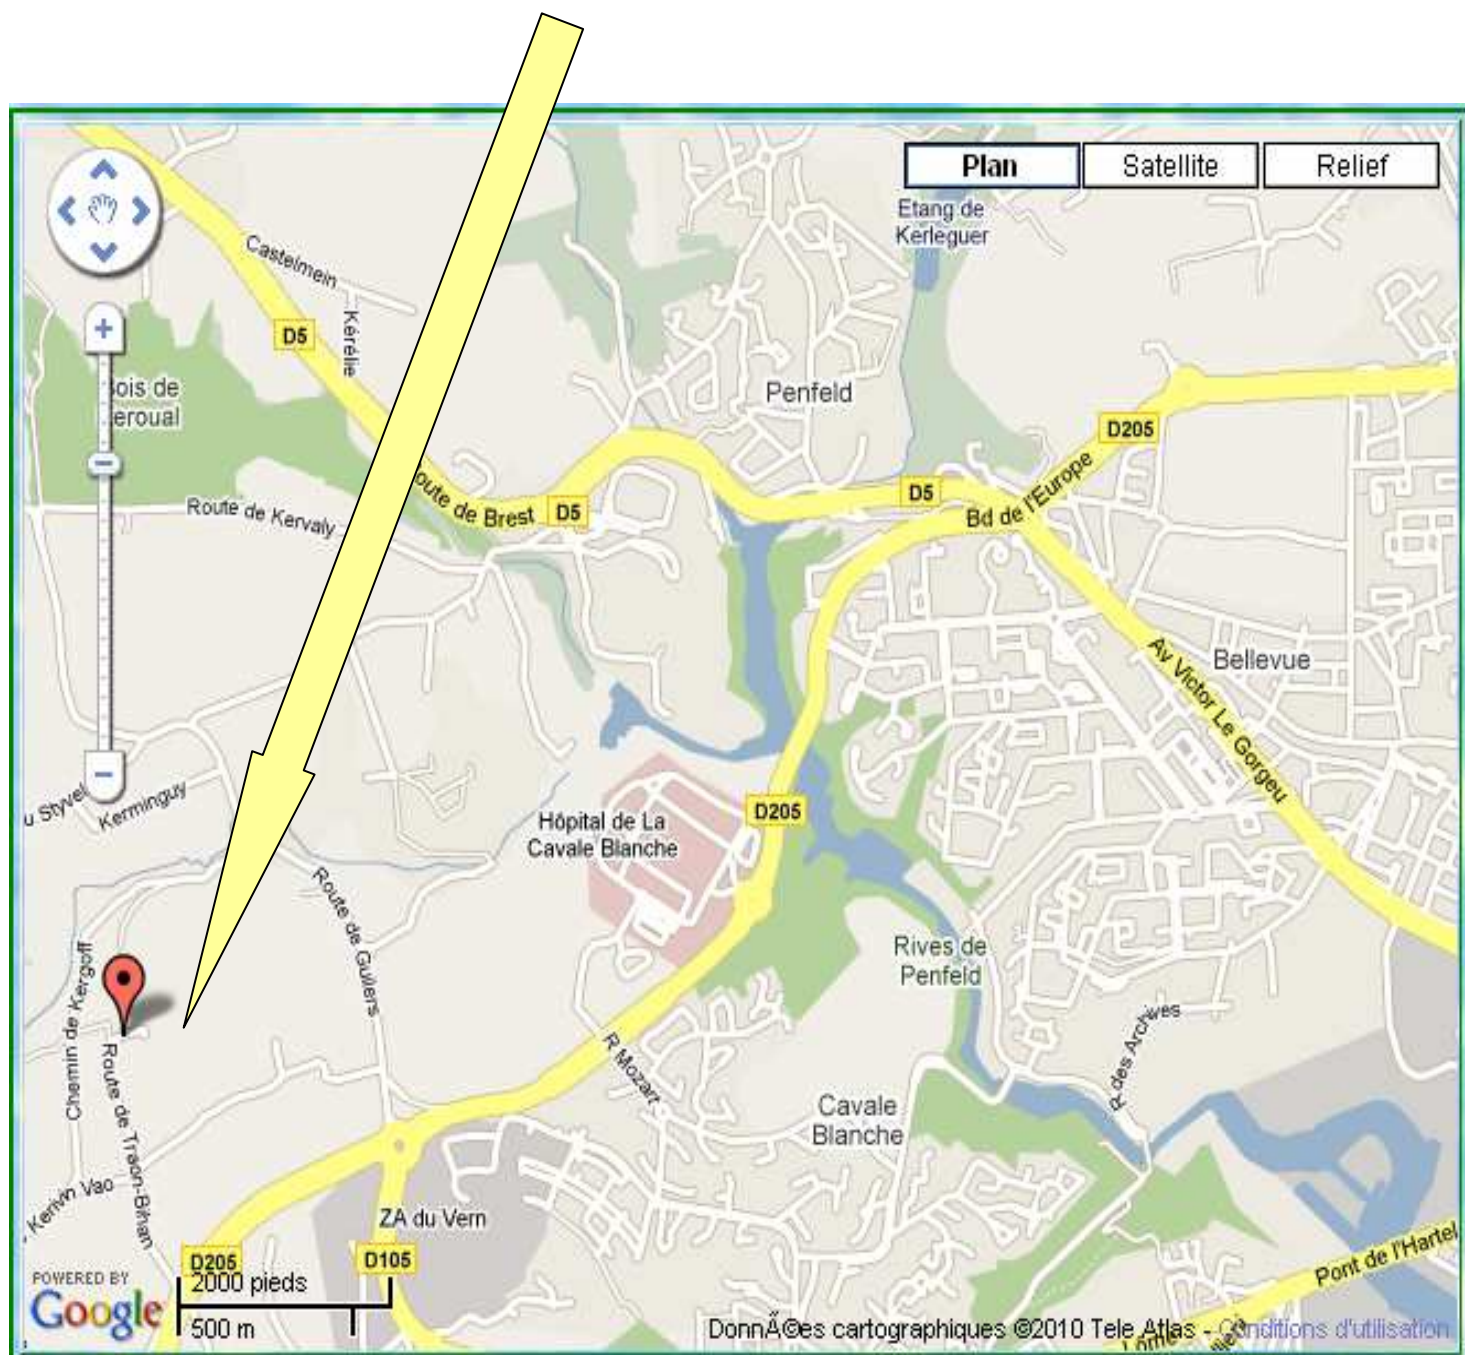 Plan
Satellite
Relief
Etang de
Kerleguer
Castelmein
Kérélie
D5
ois de
eroual
Penfeld
D205
Route de Kervaly
oute de Brest
D5
D5
Bd de l'Europe
Av Victor Le Gorgeu
Bellevue
u Styvel
Kerminguy
Hôpital de La
Cavale Blanche
D205
Route de Guilers
Chemin de Kergoff
Route de Traon-Bihan
Rives de
Penfeld
R des Archives
R Mozart
Cavale
Blanche
Kerivin Vao
ZA du Vern
D205
D105
Pont de l'Hartel
POWERED BY
Google
2000 pieds
500 m
DonnÃ©es cartographiques ©2010 Tele Atlas - Conditions d'utilisation